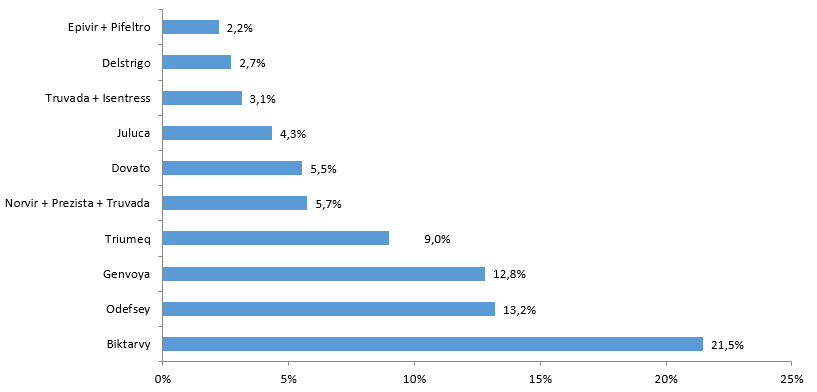 Epivir + Pifeltro 2,2%
Delstrigo 2,7%
Truvada + Isentress 3,1%
Juluca 4,3%
Dovato 5,5%
Norvir + Prezista + Truvada 5,7%
Triumeq 9,0%
Genvoya 12,8%
Odefsey 13,2%
Biktarvy 21,5%
0% 5% 10% 15% 20% 25%